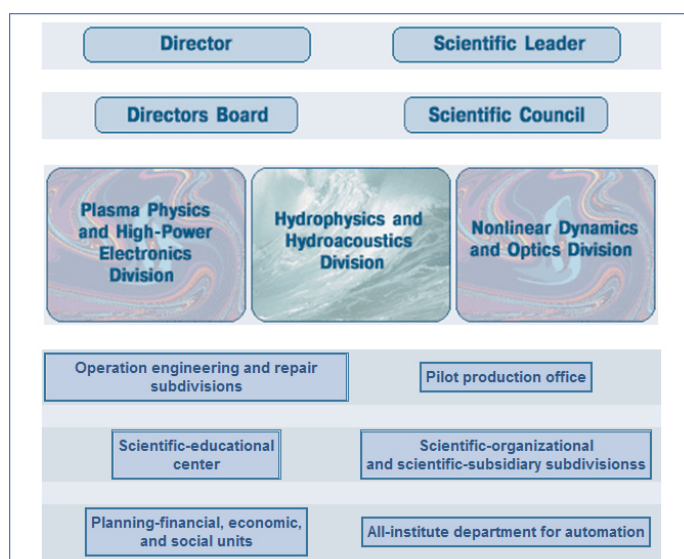 Director
Scientific Leader
Directors Board
Scientific Council
Plasma Physics
and High-Power
Electronics
Division
Hydrophysics and
Hydroacoustics
Division
Nonlinear Dynamics
and Optics Division
Operation engineering and repair
subdivisions
Pilot production office
Scientific-educational
center
Scientific-organizational
and scientific-subsidiary subdivisionss
Planning-financial, economic,
and social units
All-institute department for automation